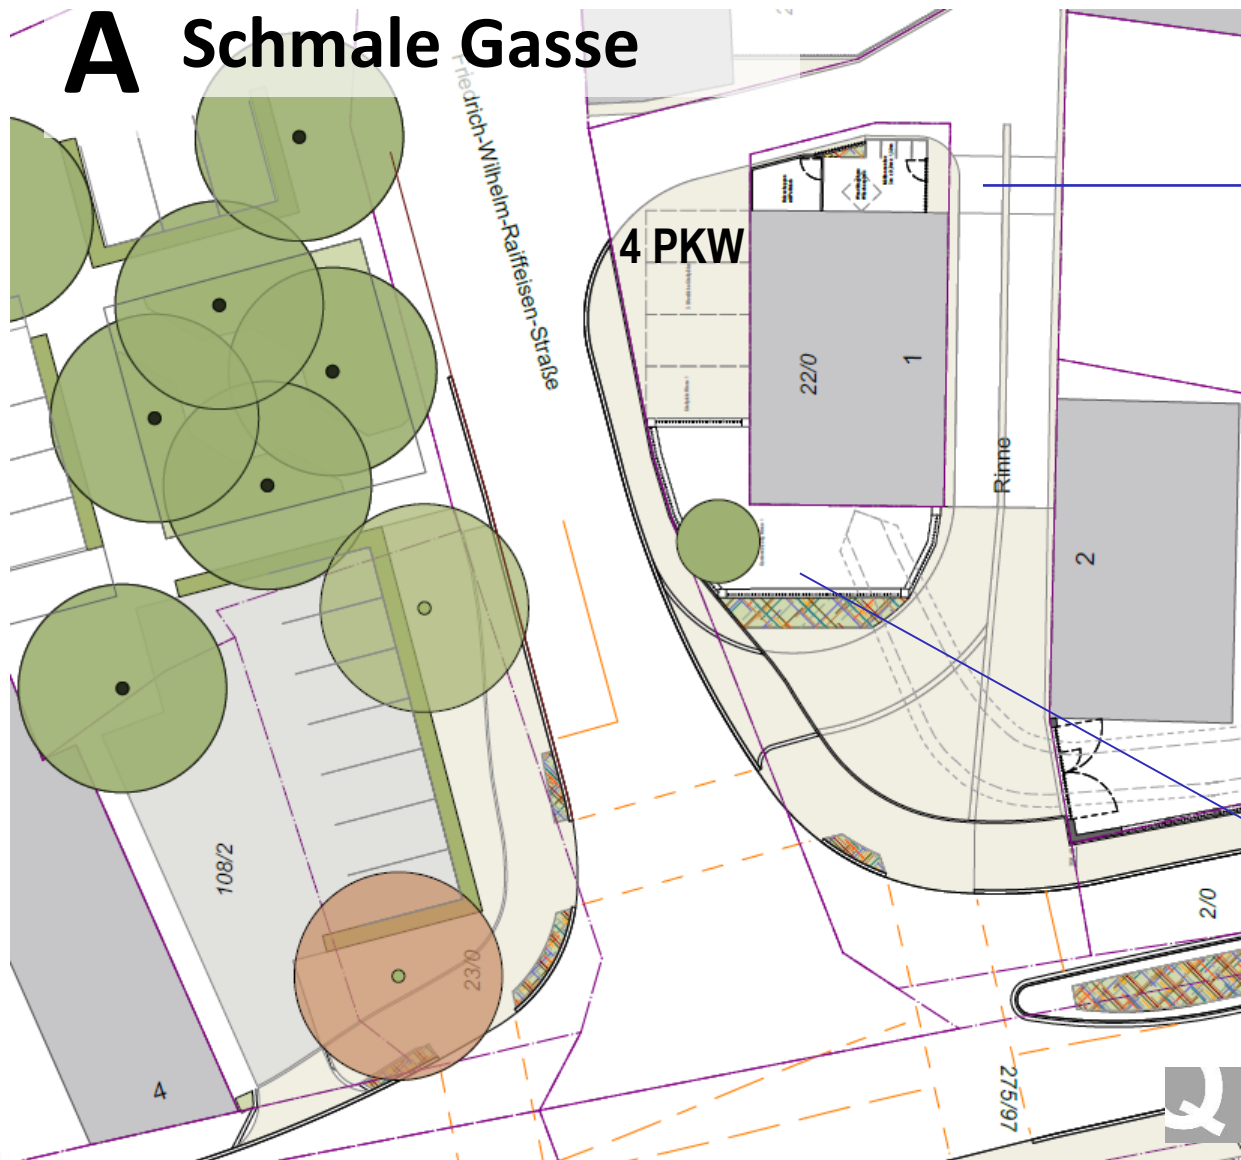 A Schmale Gasse
Friedrich-Wilhelm-Raiffeisen-Straße
4 PKW
22/0
1
Rinne
2
108/2
23/0
2/0
4
275/97
Q